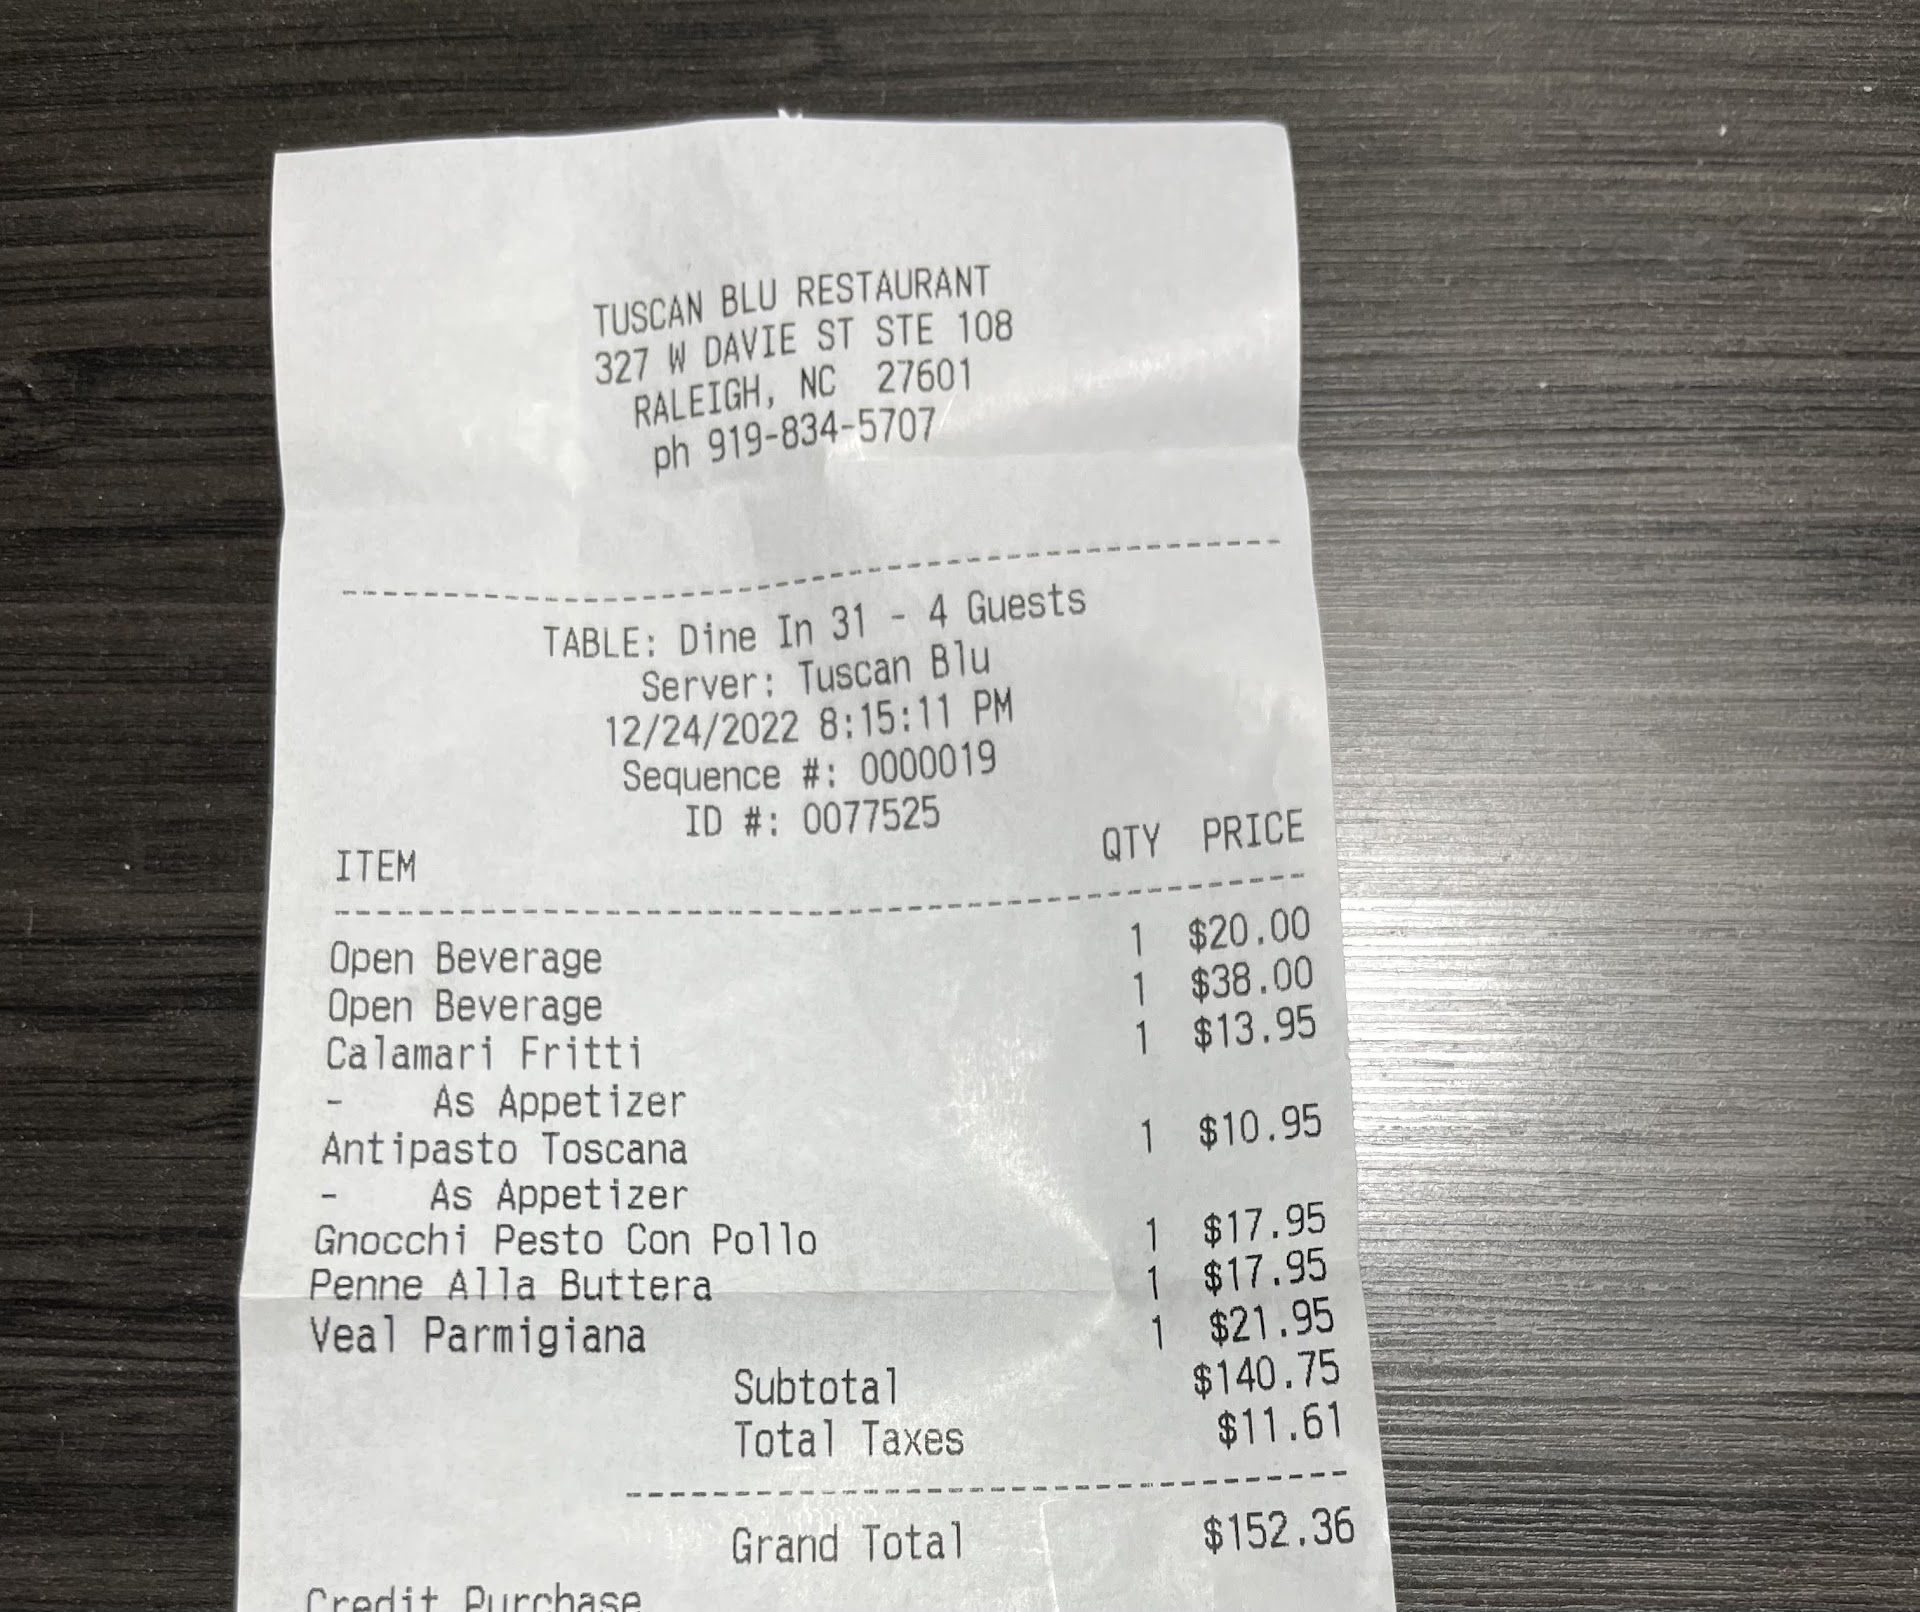 TUSCAN BLU RESTAURANT
327 W DAVIE ST STE 108
RALEIGH, NC 27601
ph 919-834-5707
TABLE: Dine In 31 - 4 Guests
Server: Tuscan Blu
12/24/2022 8:15:11 PM
Sequence #: 0000019
ID #: 0077525
ITEM QTY PRICE
Open Beverage 1 $20.00
Open Beverage 1 $38.00
Calamari Fritti 1 $13.95
- As Appetizer
Antipasto Toscana 1 $10.95
- As Appetizer
Gnocchi Pesto Con Pollo 1 $17.95
Penne Alla Buttera 1 $17.95
Veal Parmigiana 1 $21.95
Subtotal $140.75
Total Taxes $11.61
Grand Total $152.36
Credit Purchase